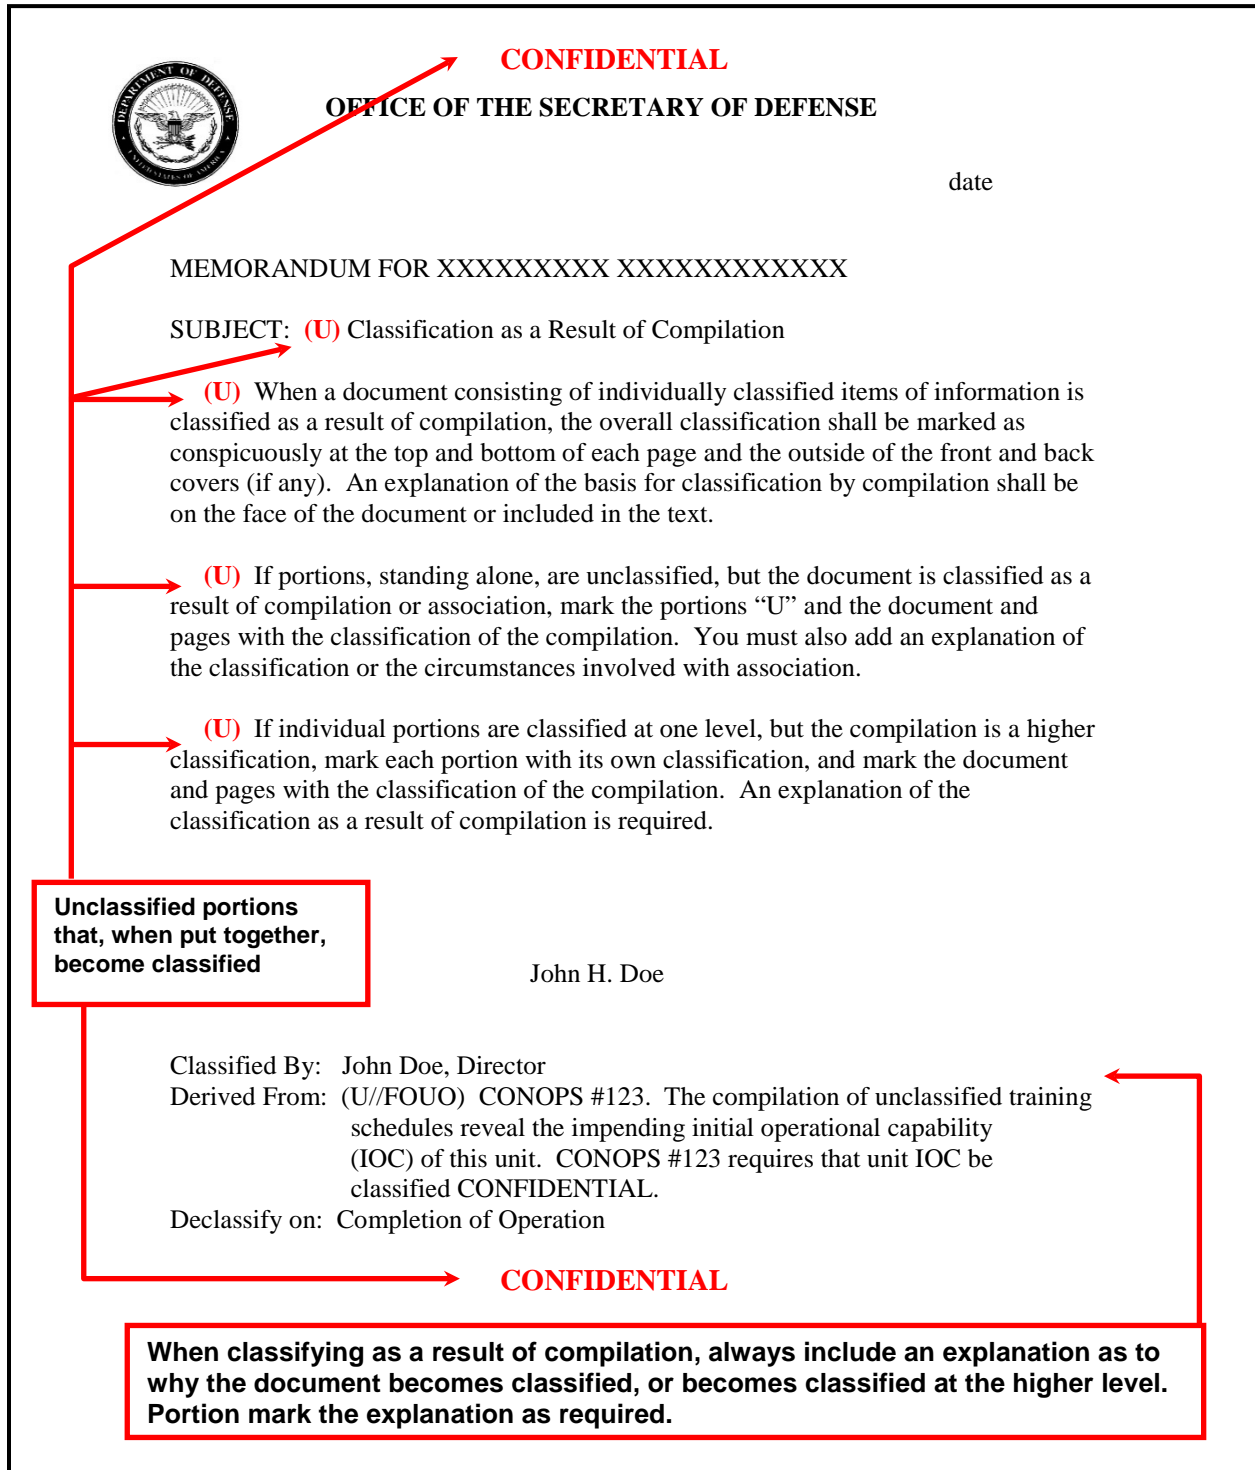 CONFIDENTIAL
DEPARTMENT OF DEFENSE
UNITED STATES OF AMERICA
OFFICE OF THE SECRETARY OF DEFENSE
date
MEMORANDUM FOR XXXXXXXXX XXXXXXXXXXXX
SUBJECT: (U) Classification as a Result of Compilation
(U) When a document consisting of individually classified items of information is
classified as a result of compilation, the overall classification shall be marked as
conspicuously at the top and bottom of each page and the outside of the front and back
covers (if any). An explanation of the basis for classification by compilation shall be
on the face of the document or included in the text.
(U) If portions, standing alone, are unclassified, but the document is classified as a
result of compilation or association, mark the portions “U” and the document and
pages with the classification of the compilation. You must also add an explanation of
the classification or the circumstances involved with association.
(U) If individual portions are classified at one level, but the compilation is a higher
classification, mark each portion with its own classification, and mark the document
and pages with the classification of the compilation. An explanation of the
classification as a result of compilation is required.
Unclassified portions
that, when put together,
become classified
John H. Doe
Classified By: John Doe, Director
Derived From: (U//FOUO) CONOPS #123. The compilation of unclassified training
schedules reveal the impending initial operational capability
(IOC) of this unit. CONOPS #123 requires that unit IOC be
classified CONFIDENTIAL.
Declassify on: Completion of Operation
CONFIDENTIAL
When classifying as a result of compilation, always include an explanation as to
why the document becomes classified, or becomes classified at the higher level.
Portion mark the explanation as required.